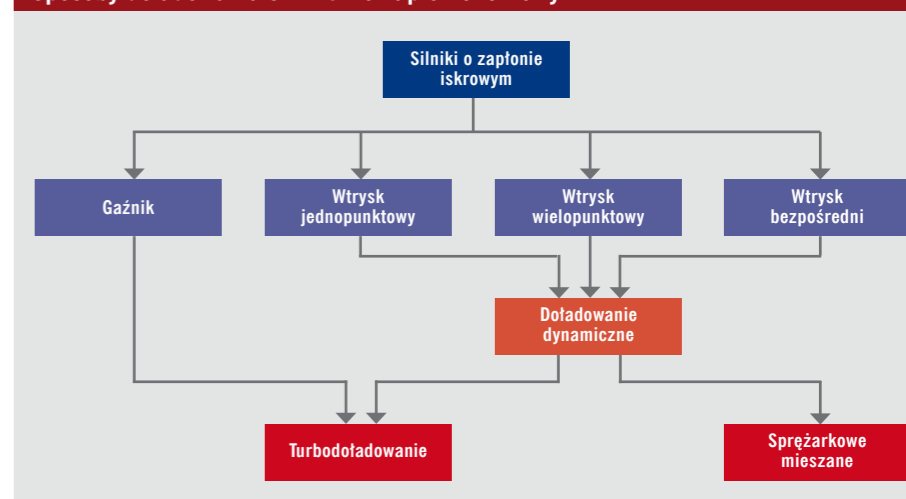 Silniki o zapłonie
iskrowym
Gaźnik
Wtrysk
jednopunktowy
Wtrysk
wielopunktowy
Wtrysk
bezpośredni
Doładowanie
dynamiczne
Turbodoładowanie
Sprężarkowe
mieszane